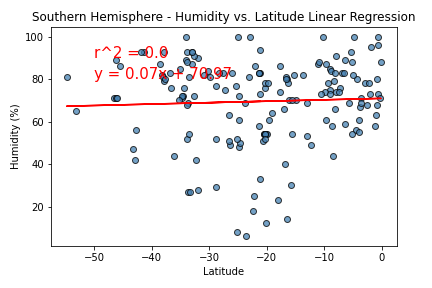 Southern Hemisphere - Humidity vs. Latitude Linear Regression
r^2 = 0.0
y = 0.07x + 70.97
Humidity (%)
100
80
60
40
20
−50
−40
−30
−20
−10
0
Latitude